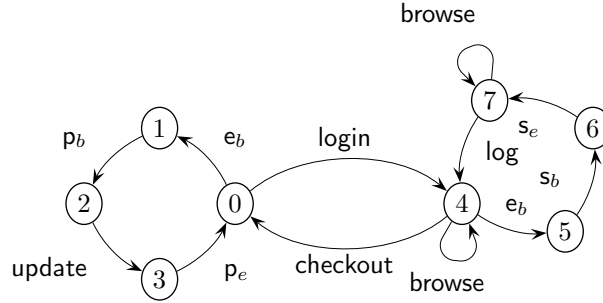 browse
7
1
6
p_b
e_b
login
s_e
log
s_b
2
0
4
e_b
5
update
3
p_e
checkout
browse